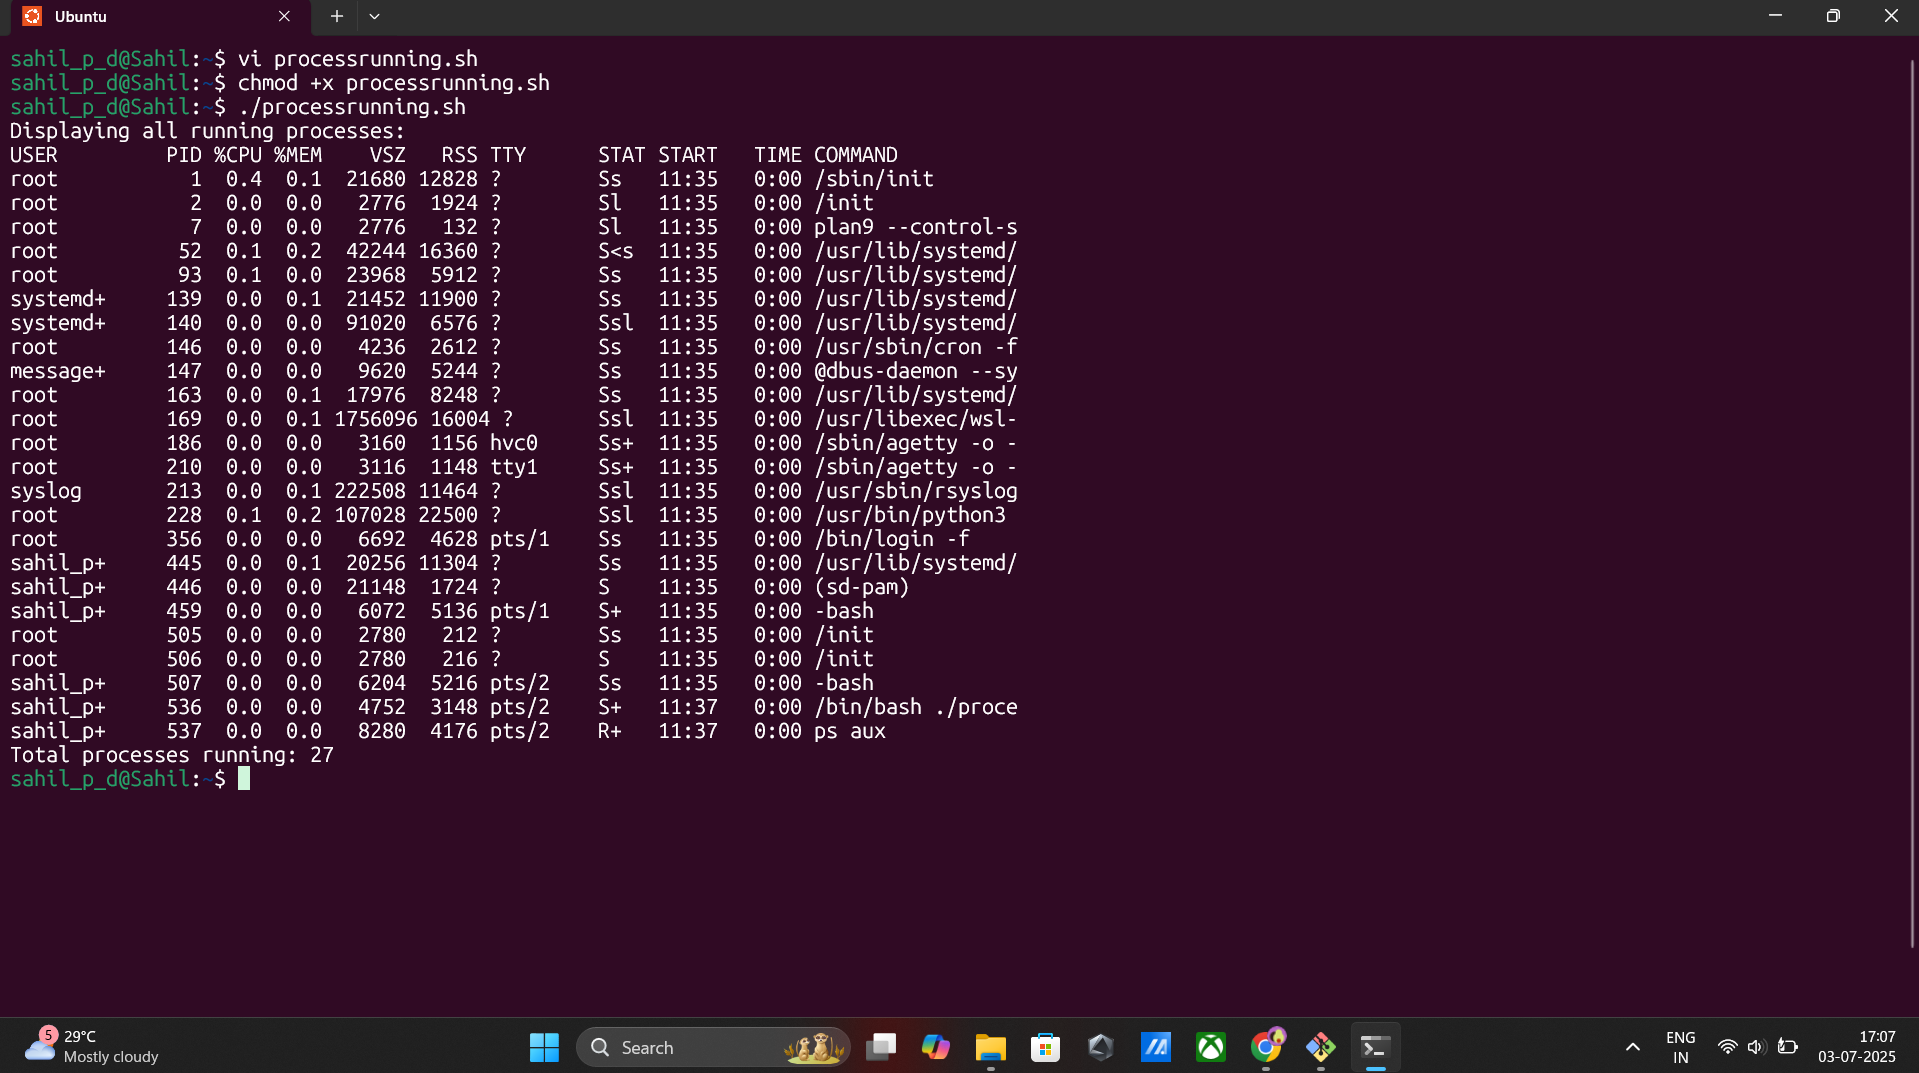 Ubuntu
sahil_p_d@Sahil:~$ vi processrunning.sh
sahil_p_d@Sahil:~$ chmod +x processrunning.sh
sahil_p_d@Sahil:~$ ./processrunning.sh
Displaying all running processes:
USER         PID %CPU %MEM    VSZ   RSS TTY      STAT START   TIME COMMAND
root           1  0.4  0.1  21680 12828 ?        Ss   11:35   0:00 /sbin/init
root           2  0.0  0.0   2776  1924 ?        Sl   11:35   0:00 /init
root           7  0.0  0.0   2776   132 ?        Sl   11:35   0:00 plan9 --control-s
root          52  0.1  0.2  42244 16360 ?        S<s  11:35   0:00 /usr/lib/systemd/
root          93  0.1  0.0  23968  5912 ?        Ss   11:35   0:00 /usr/lib/systemd/
systemd+     139  0.0  0.1  21452 11900 ?        Ss   11:35   0:00 /usr/lib/systemd/
systemd+     140  0.0  0.0  91020  6576 ?        Ssl  11:35   0:00 /usr/lib/systemd/
root         146  0.0  0.0   4236  2612 ?        Ss   11:35   0:00 /usr/sbin/cron -f
message+     147  0.0  0.0   9620  5244 ?        Ss   11:35   0:00 @dbus-daemon --sy
root         163  0.0  0.1  17976  8248 ?        Ss   11:35   0:00 /usr/lib/systemd/
root         169  0.0  0.1 1756096 16004 ?       Ssl  11:35   0:00 /usr/libexec/wsl-
root         186  0.0  0.0   3160  1156 hvc0     Ss+  11:35   0:00 /sbin/agetty -o -
root         210  0.0  0.0   3116  1148 tty1     Ss+  11:35   0:00 /sbin/agetty -o -
syslog       213  0.0  0.1 222508 11464 ?        Ssl  11:35   0:00 /usr/sbin/rsyslog
root         228  0.1  0.2 107028 22500 ?        Ssl  11:35   0:00 /usr/bin/python3
root         356  0.0  0.0   6692  4628 pts/1    Ss   11:35   0:00 /bin/login -f
sahil_p+     445  0.0  0.1  20256 11304 ?        Ss   11:35   0:00 /usr/lib/systemd/
sahil_p+     446  0.0  0.0  21148  1724 ?        S    11:35   0:00 (sd-pam)
sahil_p+     459  0.0  0.0   6072  5136 pts/1    S+   11:35   0:00 -bash
root         505  0.0  0.0   2780   212 ?        Ss   11:35   0:00 /init
root         506  0.0  0.0   2780   216 ?        S    11:35   0:00 /init
sahil_p+     507  0.0  0.0   6204  5216 pts/2    Ss   11:35   0:00 -bash
sahil_p+     536  0.0  0.0   4752  3148 pts/2    S+   11:37   0:00 /bin/bash ./proce
sahil_p+     537  0.0  0.0   8280  4176 pts/2    R+   11:37   0:00 ps aux
Total processes running: 27
sahil_p_d@Sahil:~$
5
29°C
Mostly cloudy
Search
ENG
IN
17:07
03-07-2025